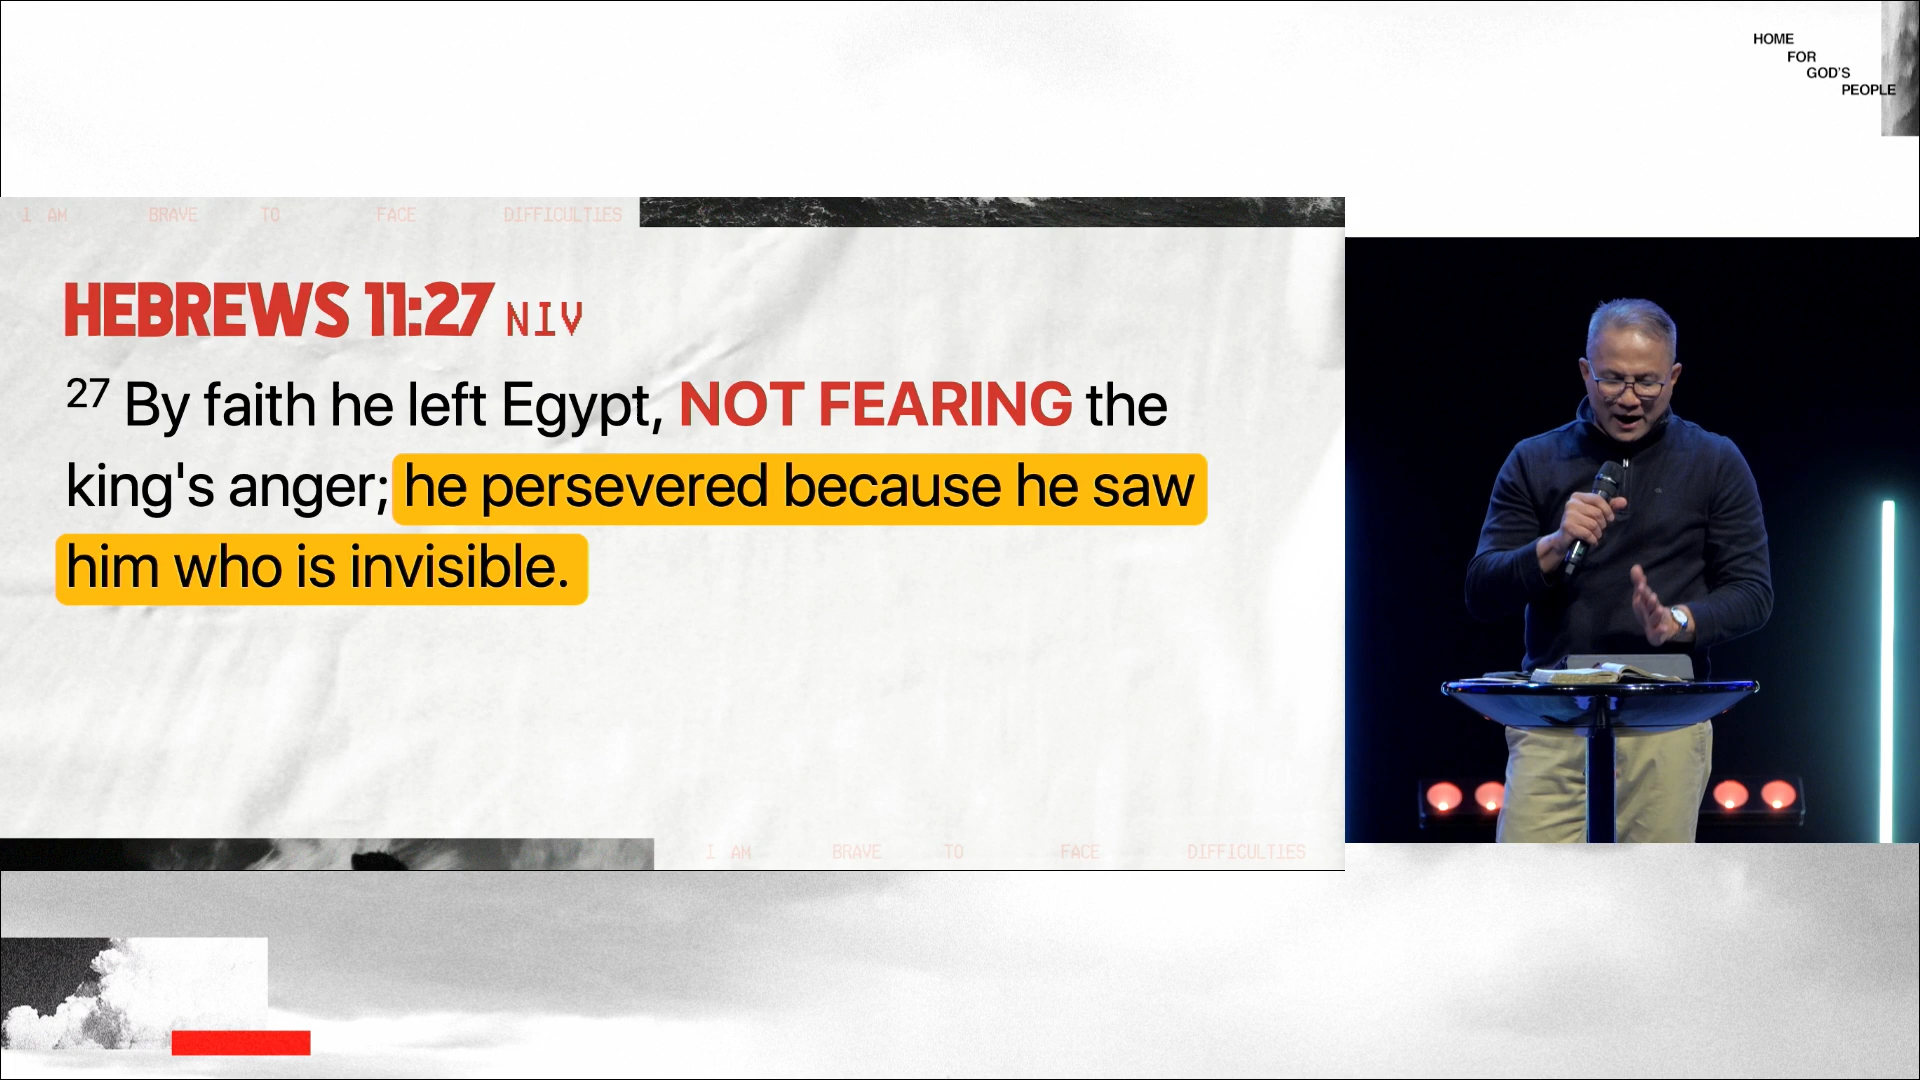 HOME
FOR
GOD'S
PEOPLE
I AM BRAVE TO FACE DIFFICULTIES
HEBREWS 11:27 NIV
27 By faith he left Egypt, NOT FEARING the
king's anger; he persevered because he saw
him who is invisible.
I AM BRAVE TO FACE DIFFICULTIES